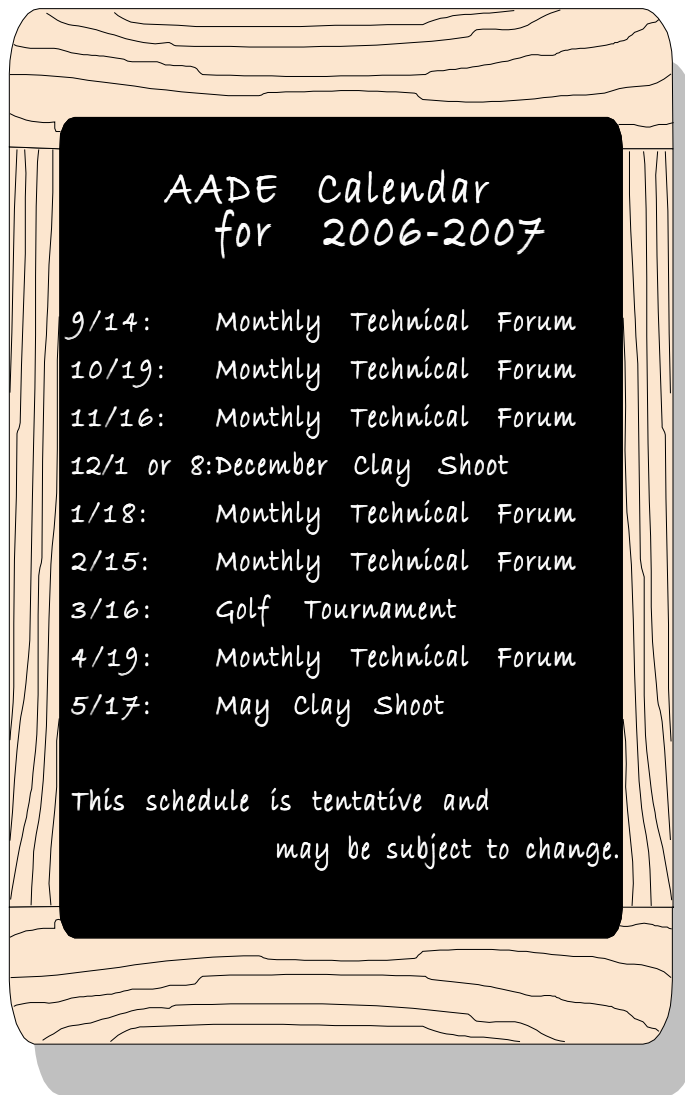 AADE Calendar
for 2006-2007
9/14: Monthly Technical Forum
10/19: Monthly Technical Forum
11/16: Monthly Technical Forum
12/1 or 8:December Clay Shoot
1/18: Monthly Technical Forum
2/15: Monthly Technical Forum
3/16: Golf Tournament
4/19: Monthly Technical Forum
5/17: May Clay Shoot
This schedule is tentative and
may be subject to change.